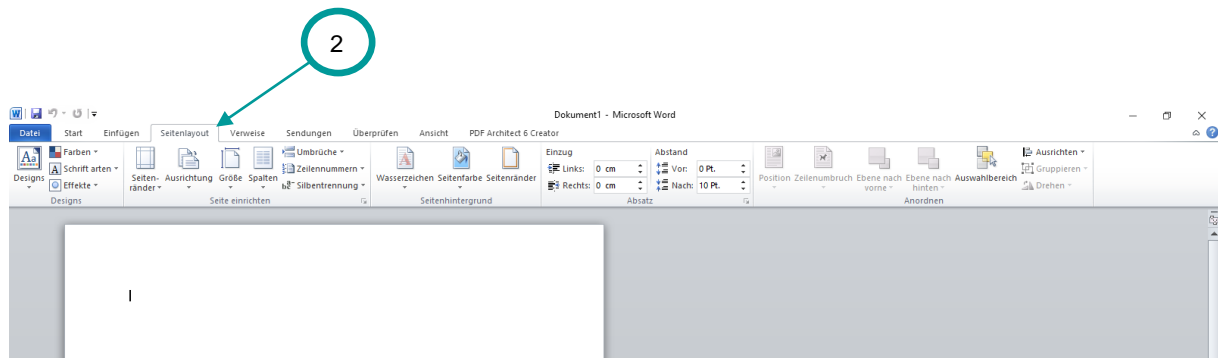 2
W
Dokument1 - Microsoft Word
Datei Start Einfügen Seitenlayout Verweise Sendungen Überprüfen Ansicht PDF Architect 6 Creator
Aa Farben Umbrüche Einzug Abstand Ausrichten
A Schriftarten Zeilennummern A Links: 0 cm Vor: 0 Pt. Gruppieren
Designs Effekte Seiten- Ausrichtung Größe Spalten Silbentrennung Wasserzeichen Seitenfarbe Seitenränder Rechts: 0 cm Nach: 10 Pt. Position Zeilenumbruch Ebene nach Ebene nach Auswahlbereich Drehen
ränder vorne hinten
Designs Seite einrichten Seitenhintergrund Absatz Anordnen